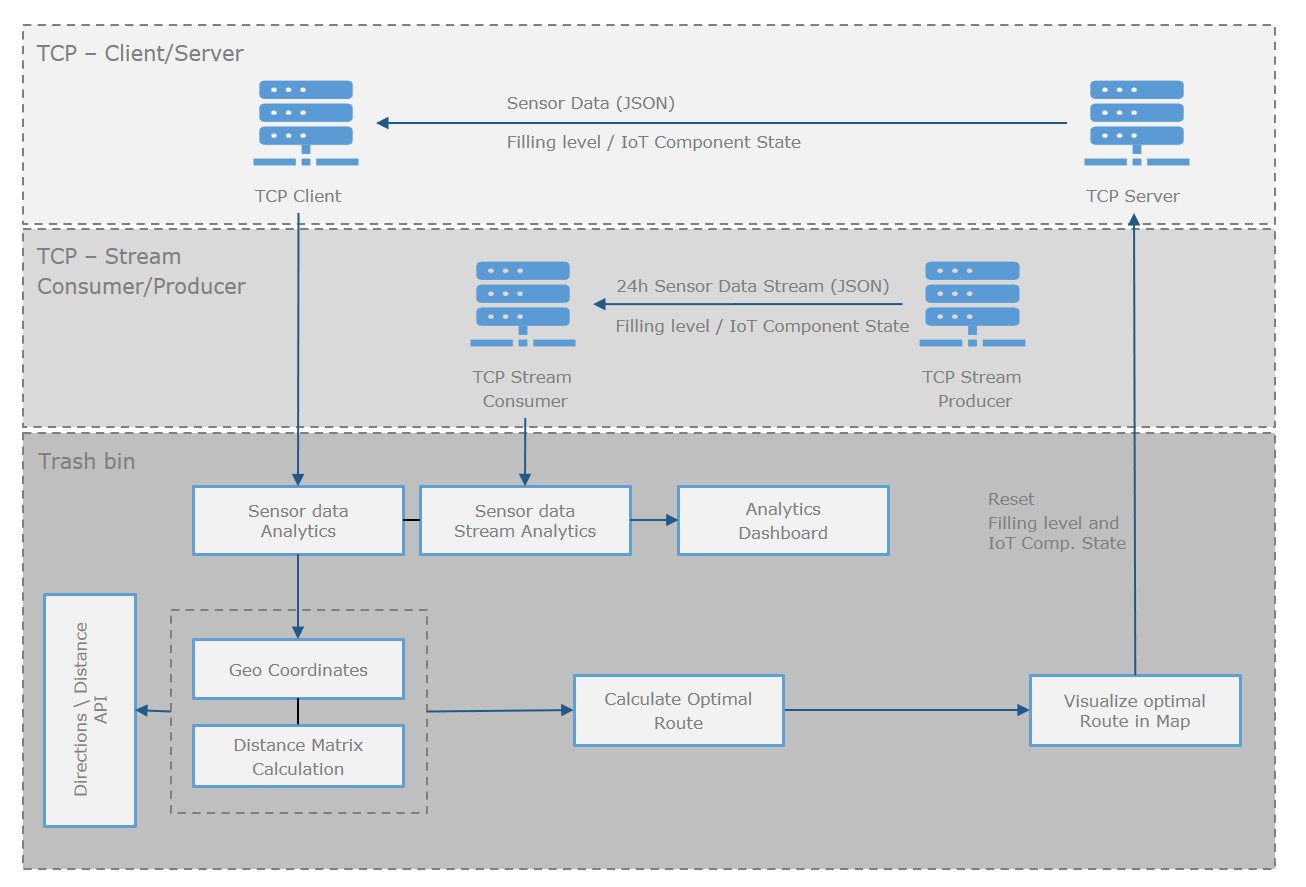 TCP – Client/Server
Sensor Data (JSON)
Filling level / IoT Component State
TCP Client
TCP Server
TCP – Stream
Consumer/Producer
24h Sensor Data Stream (JSON)
Filling level / IoT Component State
TCP Stream
Consumer
TCP Stream
Producer
Trash bin
Sensor data
Analytics
Sensor data
Stream Analytics
Analytics
Dashboard
Reset
Filling level and
IoT Comp. State
Directions \ Distance
API
Geo Coordinates
Distance Matrix
Calculation
Calculate Optimal
Route
Visualize optimal
Route in Map